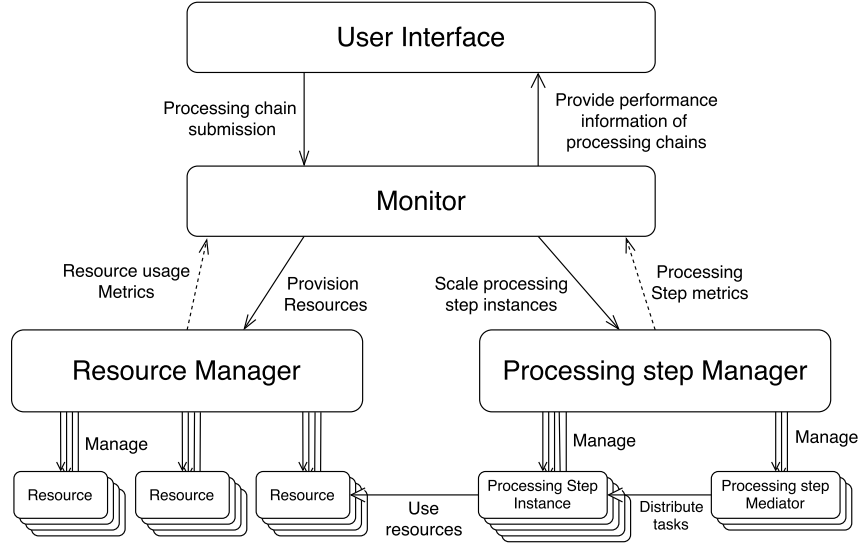 User Interface
Processing chain
submission
Provide performance
information of
processing chains
Monitor
Resource usage
Metrics
Provision
Resources
Scale processing
step instances
Processing
Step metrics
Resource Manager
Processing step Manager
Manage
Manage
Manage
Resource
Resource
Resource
Processing Step
Instance
Processing step
Mediator
Use
resources
Distribute
tasks